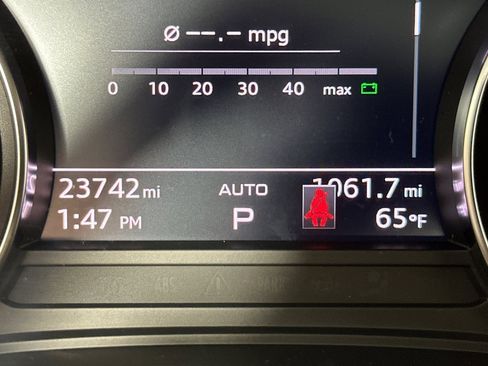 Ø --.- mpg
0 10 20 30 40 max
23742 mi AUTO 1061.7 mi
1:47 PM P 65°F